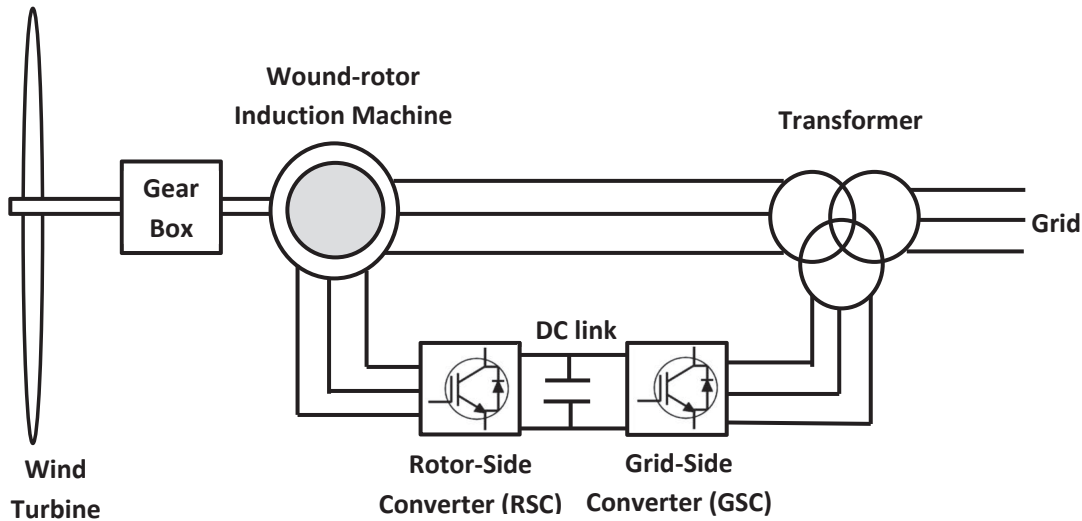 Wound-rotor
Induction Machine
Transformer
Gear
Box
Grid
DC link
Wind
Turbine
Rotor-Side
Converter (RSC)
Grid-Side
Converter (GSC)